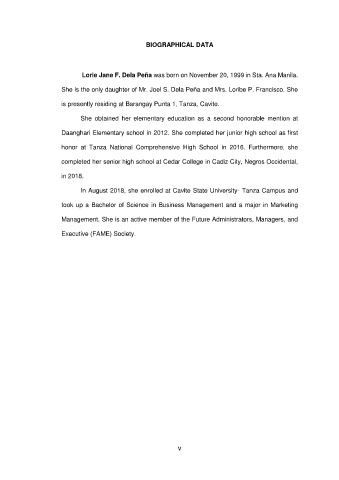 BIOGRAPHICAL DATA
Lorie Jane F. Dela Peña was born on November 20, 1999 in Sta. Ana Manila.
She is the only daughter of Mr. Joel S. Dela Peña and Mrs. Loribe P. Francisco. She
is presently residing at Barangay Punta 1, Tanza, Cavite.
She obtained her elementary education as a second honorable mention at
Daanghari Elementary school in 2012. She completed her junior high school as first
honor at Tanza National Comprehensive High School in 2016. Furthermore, she
completed her senior high school at Cedar College in Cadiz City, Negros Occidental,
in 2018.
In August 2018, she enrolled at Cavite State University- Tanza Campus and
took up a Bachelor of Science in Business Management and a major in Marketing
Management. She is an active member of the Future Administrators, Managers, and
Executive (FAME) Society.
v